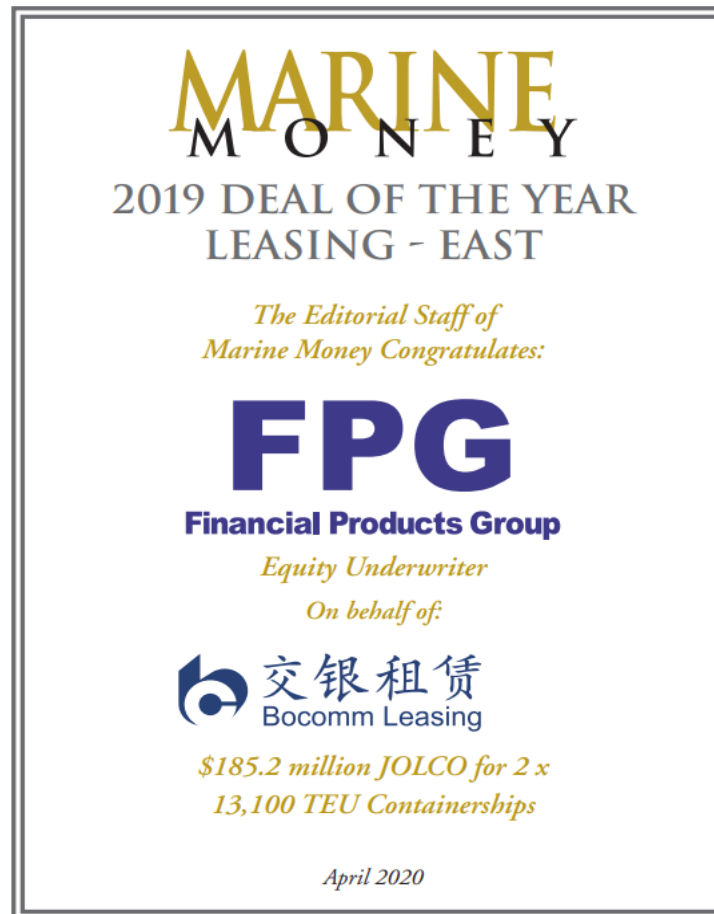 MARINE
MONEY
2019 DEAL OF THE YEAR
LEASING - EAST
The Editorial Staff of
Marine Money Congratulates:
FPG
Financial Products Group
Equity Underwriter
On behalf of:
交银租赁
Bocomm Leasing
$185.2 million JOLCO for 2 x
13,100 TEU Containerships
April 2020